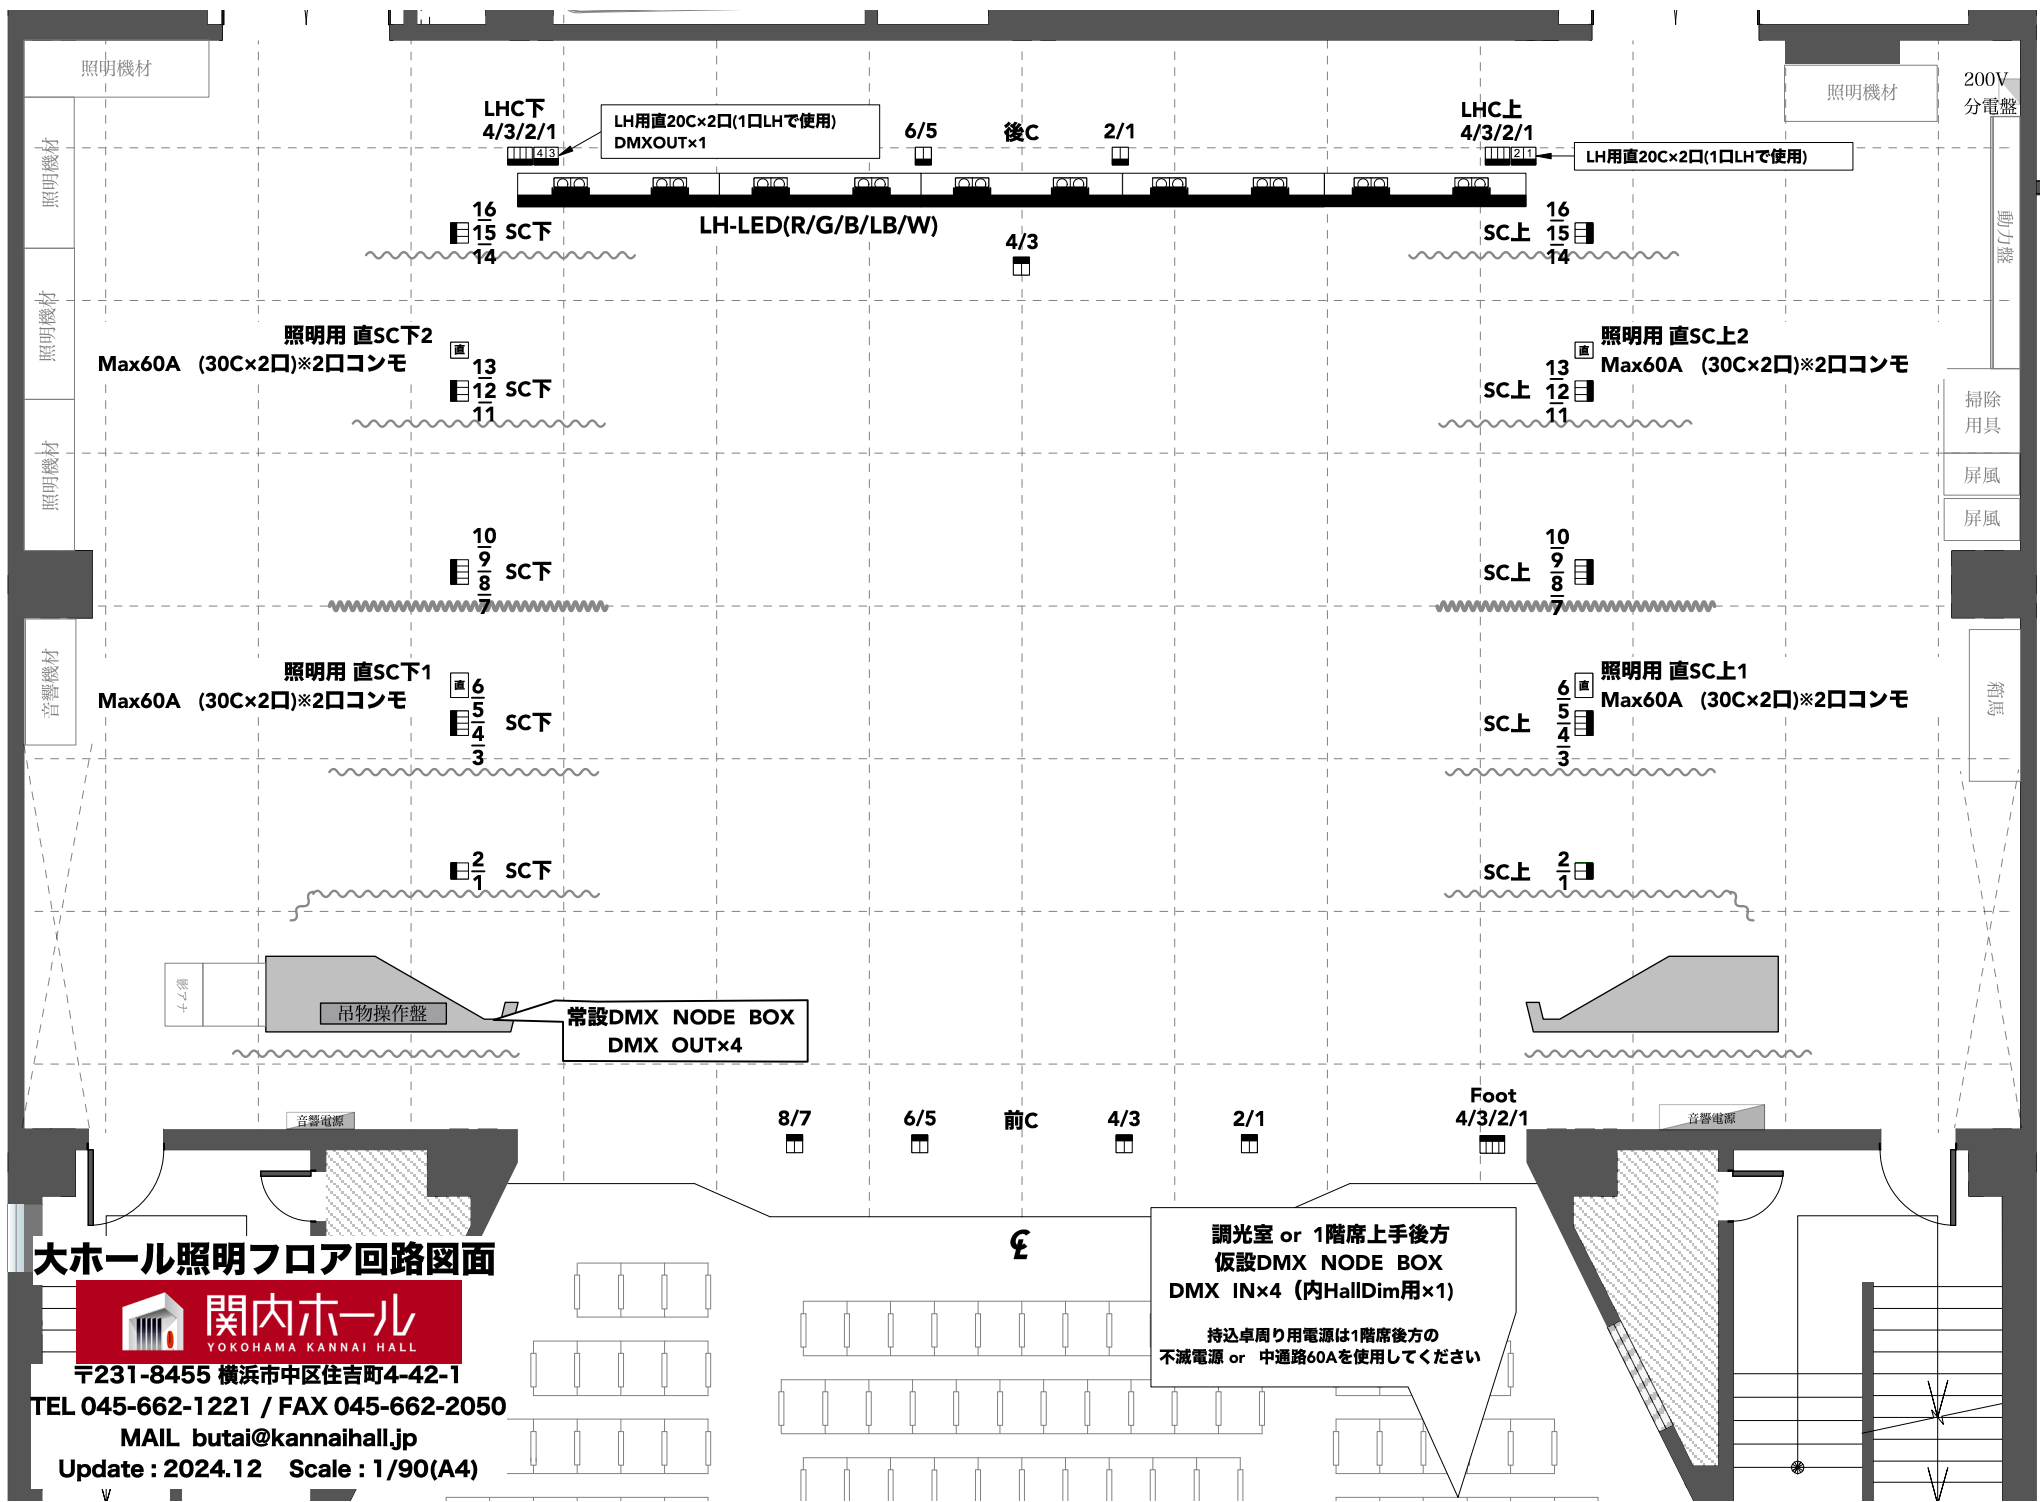 照明機材
照明機材
200V
分電盤
LHC下
4/3/2/1
4 3
LH用直20C×2口(1口LHで使用)
DMXOUT×1
6/5
後C
2/1
LHC上
4/3/2/1
2 1
LH用直20C×2口(1口LHで使用)
照明機材
動力盤
LH-LED(R/G/B/LB/W)
16
15
14
SC下
4/3
SC上
16
15
14
照明機材
照明用 直SC下2
Max60A (30C×2口)※2口コンモ
直
13
12
11
SC下
照明用 直SC上2
Max60A (30C×2口)※2口コンモ
直
SC上
13
12
11
掃除
用具
照明機材
屏風
屏風
10
9
8
7
SC下
SC上
10
9
8
7
音響機材
照明用 直SC下1
Max60A (30C×2口)※2口コンモ
直
6
5
4
3
SC下
照明用 直SC上1
Max60A (30C×2口)※2口コンモ
直
SC上
6
5
4
3
箱馬
2
1
SC下
SC上
2
1
影アナ
吊物操作盤
常設DMX NODE BOX
DMX OUT×4
音響電源
8/7
6/5
前C
4/3
2/1
Foot
4/3/2/1
音響電源
調光室 or 1階席上手後方
仮設DMX NODE BOX
DMX IN×4（内HallDim用×1)
持込卓周り用電源は1階席後方の
不滅電源 or 中通路60Aを使用してください
大ホール照明フロア回路図面
関内ホール
YOKOHAMA KANNAI HALL
〒231-8455 横浜市中区住吉町4-42-1
TEL 045-662-1221 / FAX 045-662-2050
MAIL butai@kannaihall.jp
Update : 2024.12 Scale : 1/90(A4)